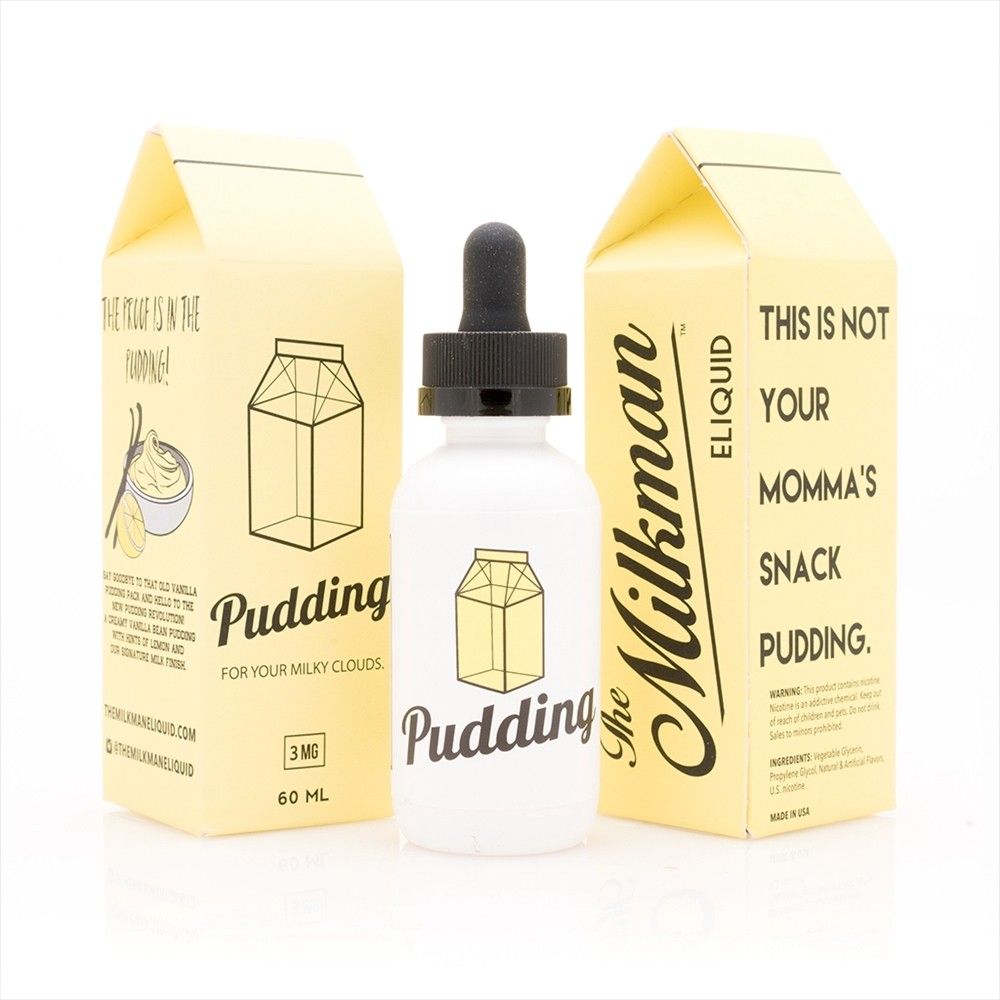 THE PROOF IS IN THE
PUDDING!
SAY GOODBYE TO THAT OLD VANILLA
PUDDING PACK AND HELLO TO THE
NEW PUDDING REVOLUTION!
A CREAMY VANILLA BEAN PUDDING
WITH HINTS OF LEMON AND
OUR SIGNATURE MILK FINISH.
THEMILKMANELIQUID.COM
@THEMILKMANELIQUID
Pudding
FOR YOUR MILKY CLOUDS.
3 MG
60 ML
Pudding
The Milkman™
ELIQUID
THIS IS NOT
YOUR
MOMMA'S
SNACK
PUDDING.
WARNING: This product contains nicotine.
Nicotine is an addictive chemical. Keep out
of reach of children and pets. Do not drink.
Sales to minors prohibited.
INGREDIENTS: Vegetable Glycerin,
Propylene Glycol, Natural & Artificial Flavors,
U.S. nicotine.
MADE IN USA